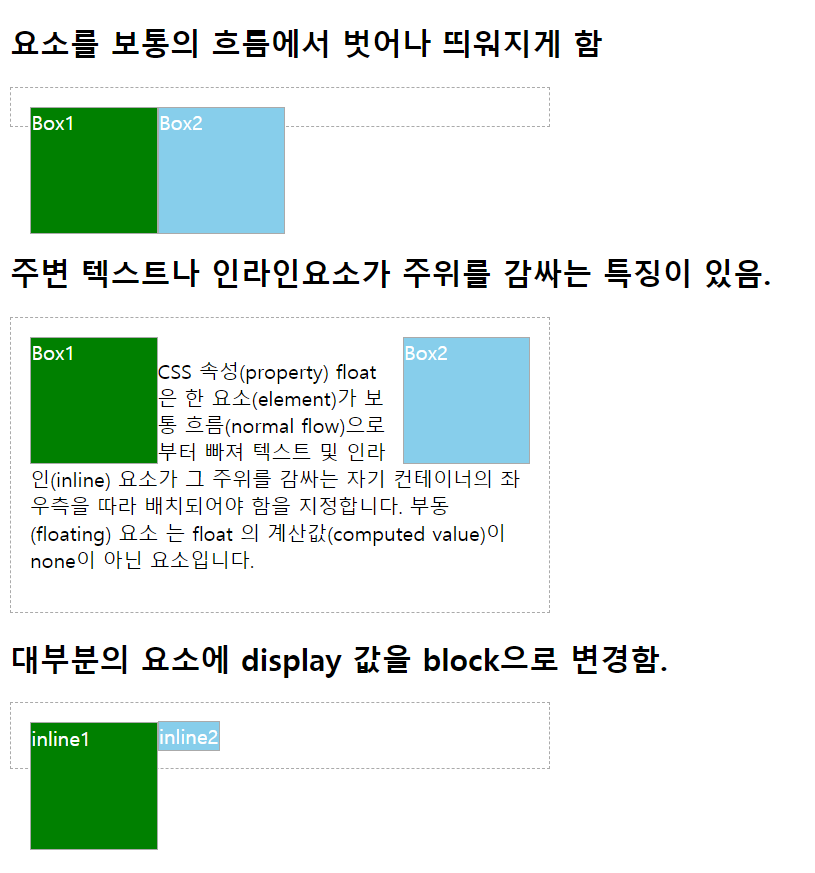 요소를 보통의 흐름에서 벗어나 띄워지게 함
Box1
Box2
주변 텍스트나 인라인요소가 주위를 감싸는 특징이 있음.
Box1
Box2
CSS 속성(property) float
은 한 요소(element)가 보
통 흐름(normal flow)으로
부터 빠져 텍스트 및 인라
인(inline) 요소가 그 주위를 감싸는 자기 컨테이너의 좌
우측을 따라 배치되어야 함을 지정합니다. 부동
(floating) 요소 는 float 의 계산값(computed value)이
none이 아닌 요소입니다.
대부분의 요소에 display 값을 block으로 변경함.
inline1
inline2